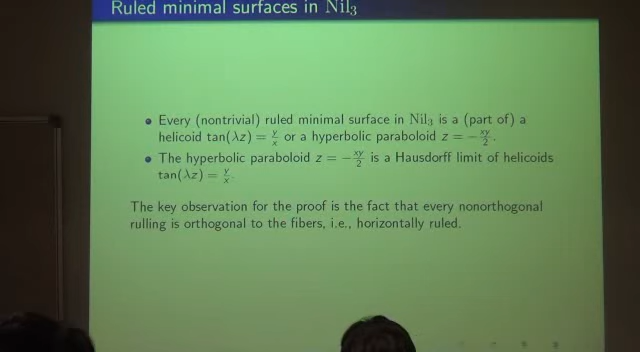 Ruled minimal surfaces in Nil₃
• Every (nontrivial) ruled minimal surface in Nil₃ is a (part of) a
helicoid tan(λz) = y/x or a hyperbolic paraboloid z = −xy/2.
• The hyperbolic paraboloid z = −xy/2 is a Hausdorff limit of helicoids
tan(λz) = y/x.
The key observation for the proof is the fact that every nonorthogonal
rulling is orthogonal to the fibers, i.e., horizontally ruled.